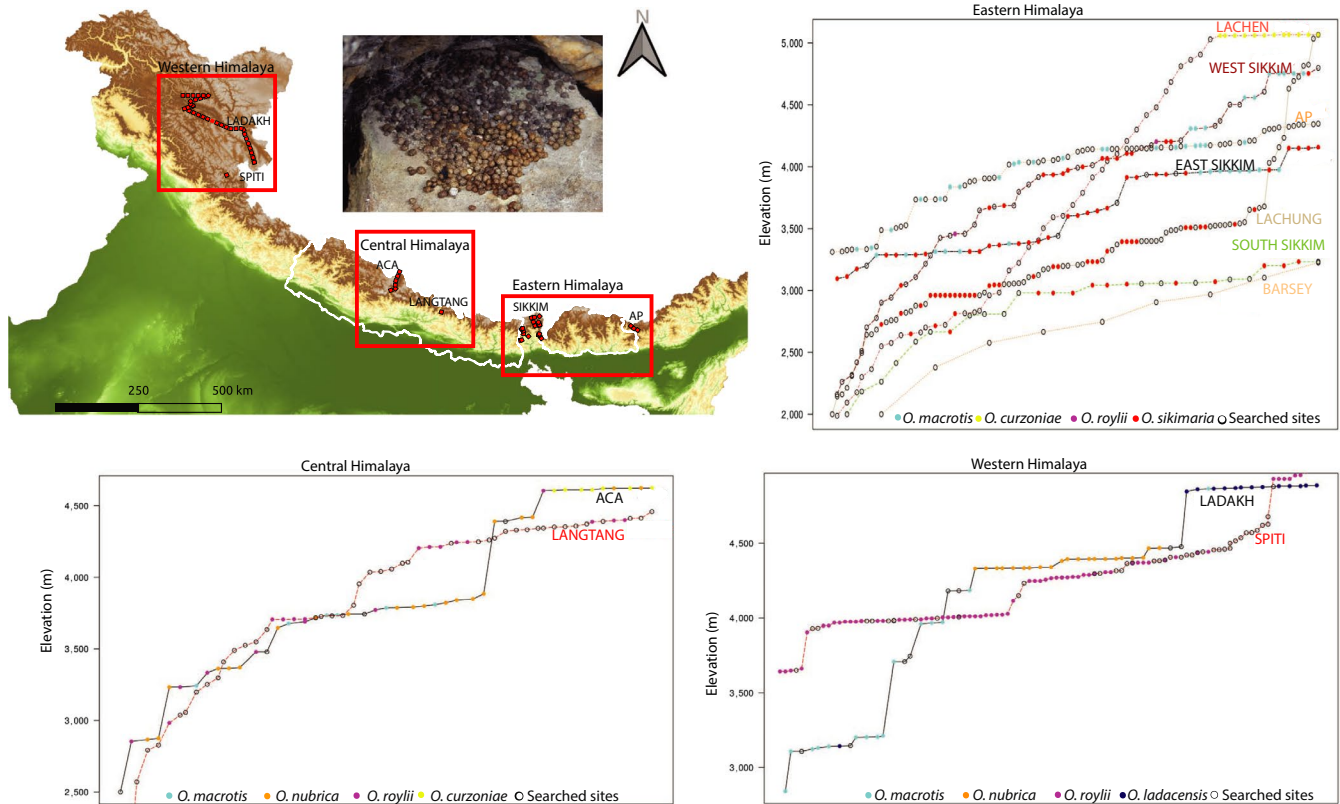 N
Western Himalaya
LADAKH
SPITI
Central Himalaya
ACA
LANGTANG
Eastern Himalaya
SIKKIM
AP
250 500 km
Eastern Himalaya
LACHEN
WEST SIKKIM
AP
EAST SIKKIM
LACHUNG
SOUTH SIKKIM
BARSEY
Elevation (m)
5,000
4,500
4,000
3,500
3,000
2,500
2,000
O. macrotis O. curzoniae O. roylii O. sikimaria Searched sites
Central Himalaya
ACA
LANGTANG
Elevation (m)
4,500
4,000
3,500
3,000
2,500
O. macrotis O. nubrica O. roylii O. curzoniae Searched sites
Western Himalaya
LADAKH
SPITI
Elevation (m)
4,500
4,000
3,500
3,000
O. macrotis O. nubrica O. roylii O. ladacensis Searched sites